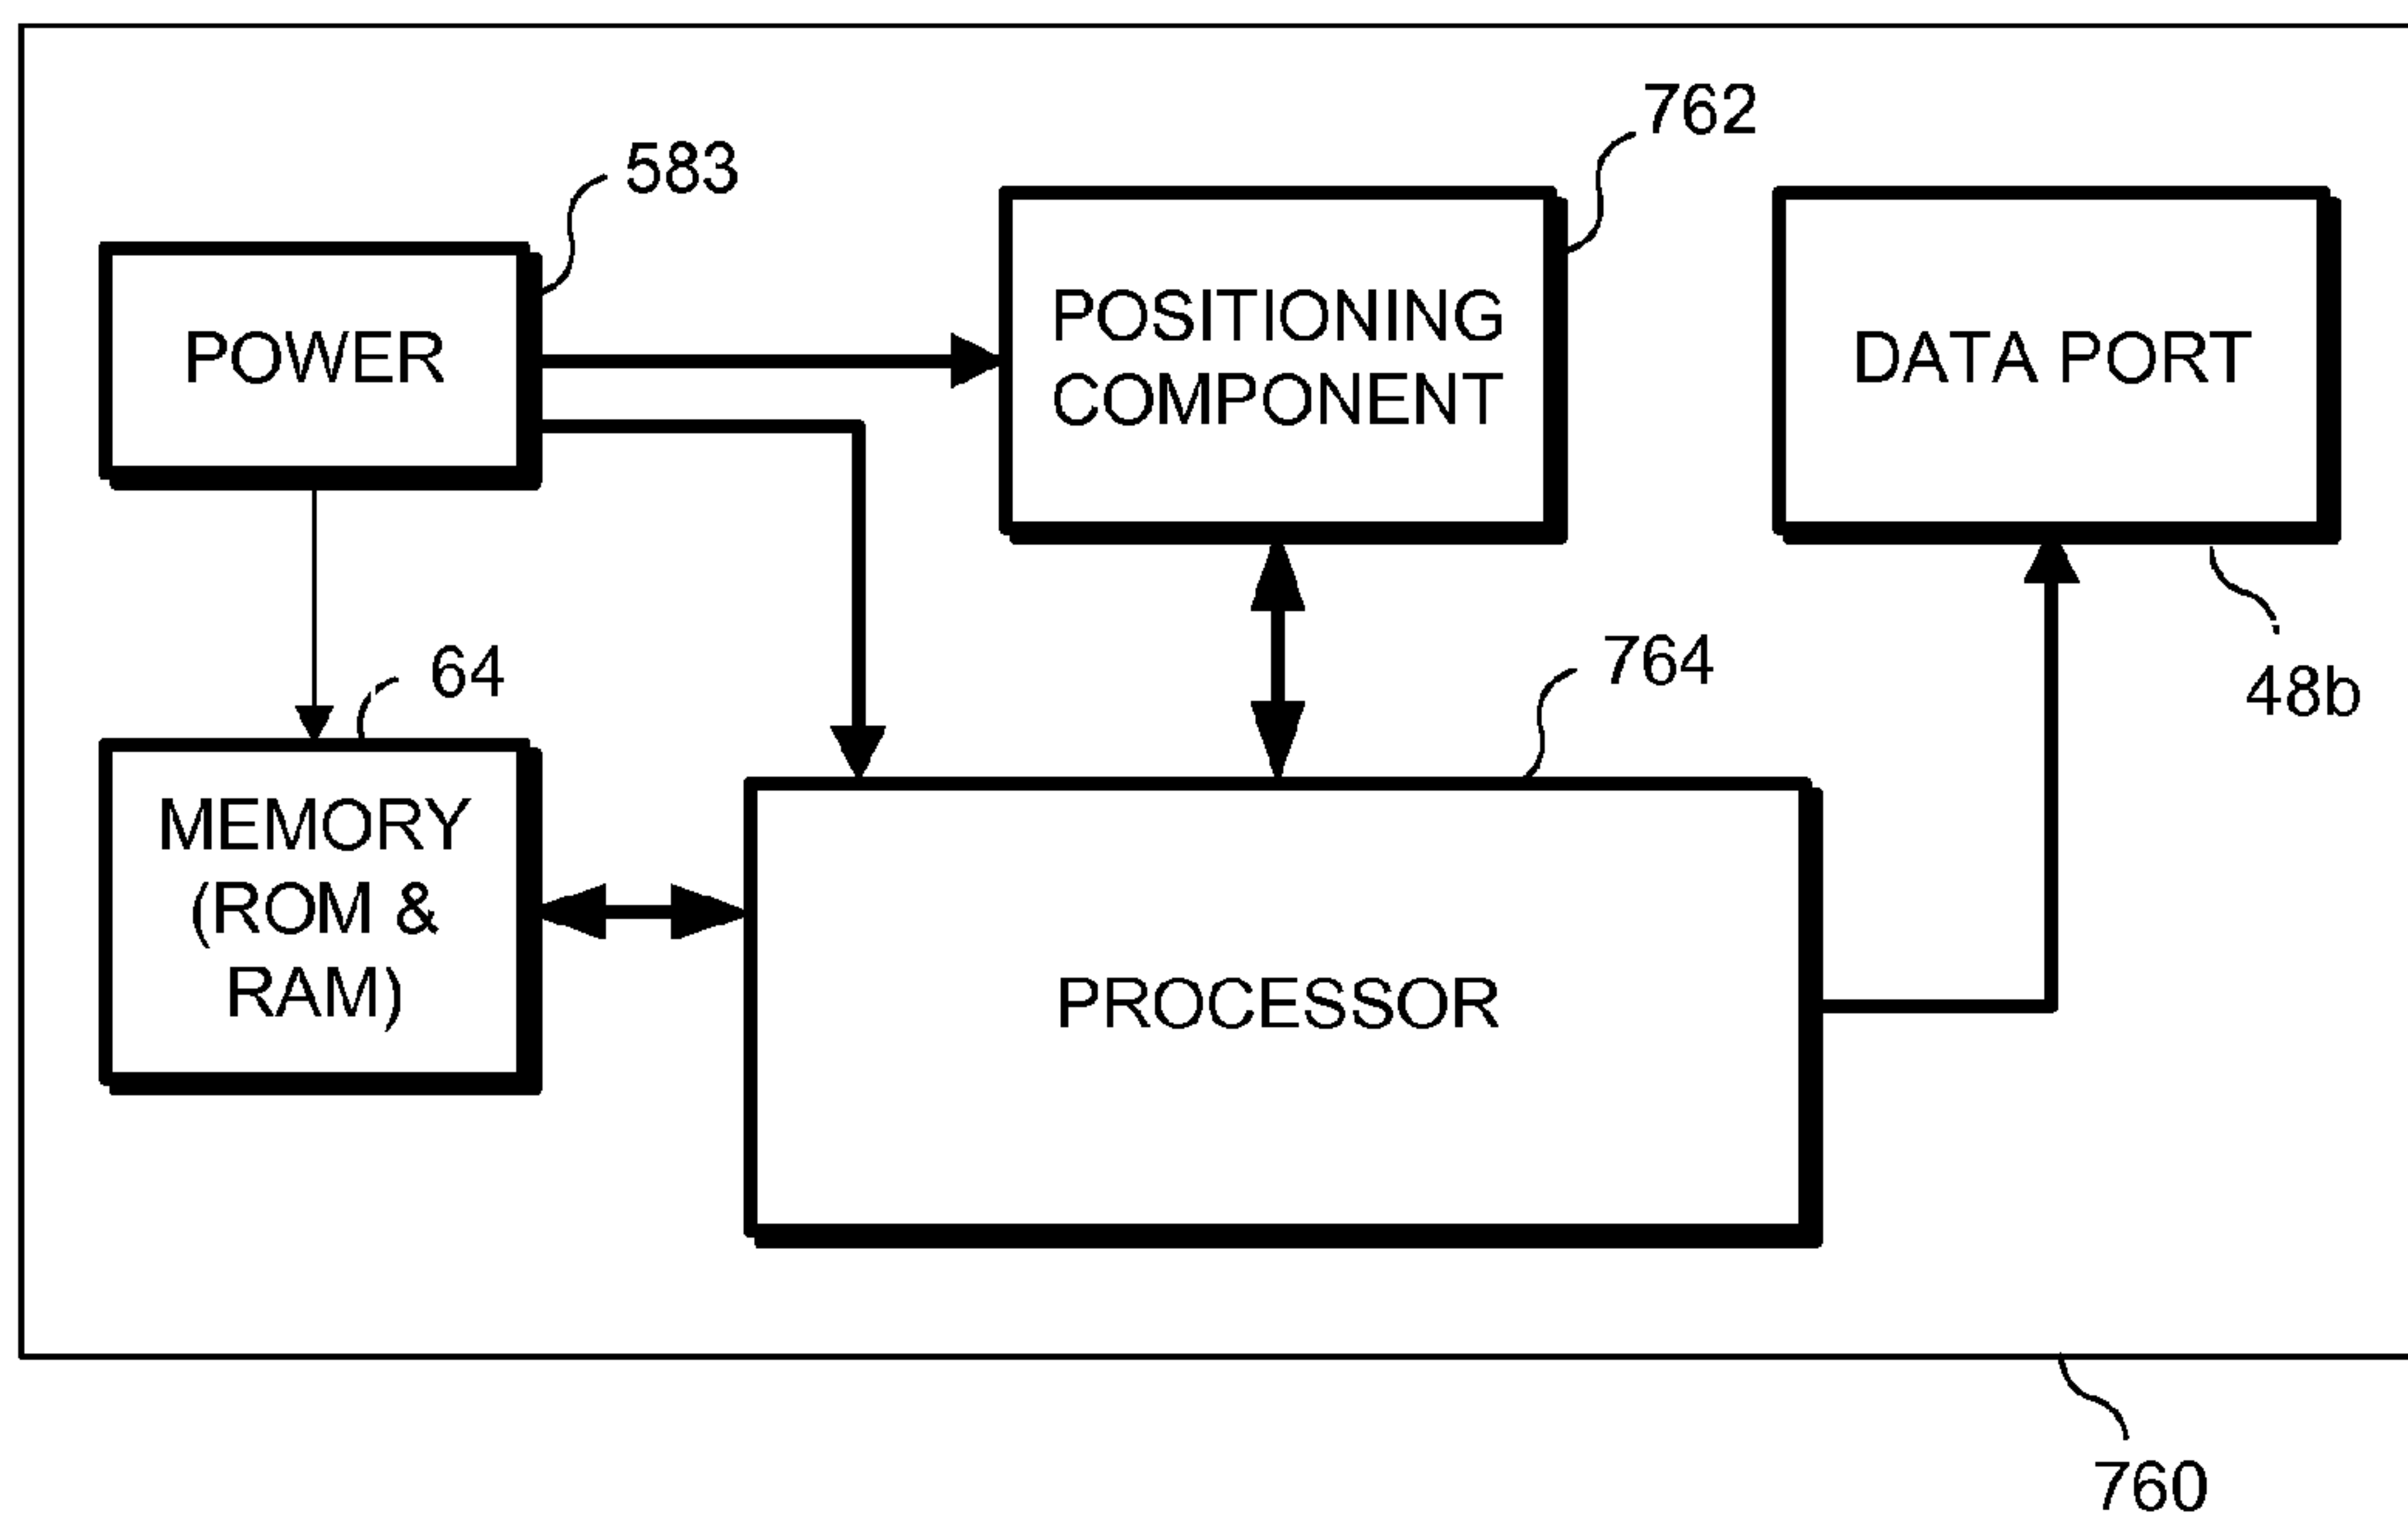 762
583
POWER
POSITIONING
COMPONENT
DATA PORT
64
764
48b
MEMORY
(ROM &
RAM)
PROCESSOR
760